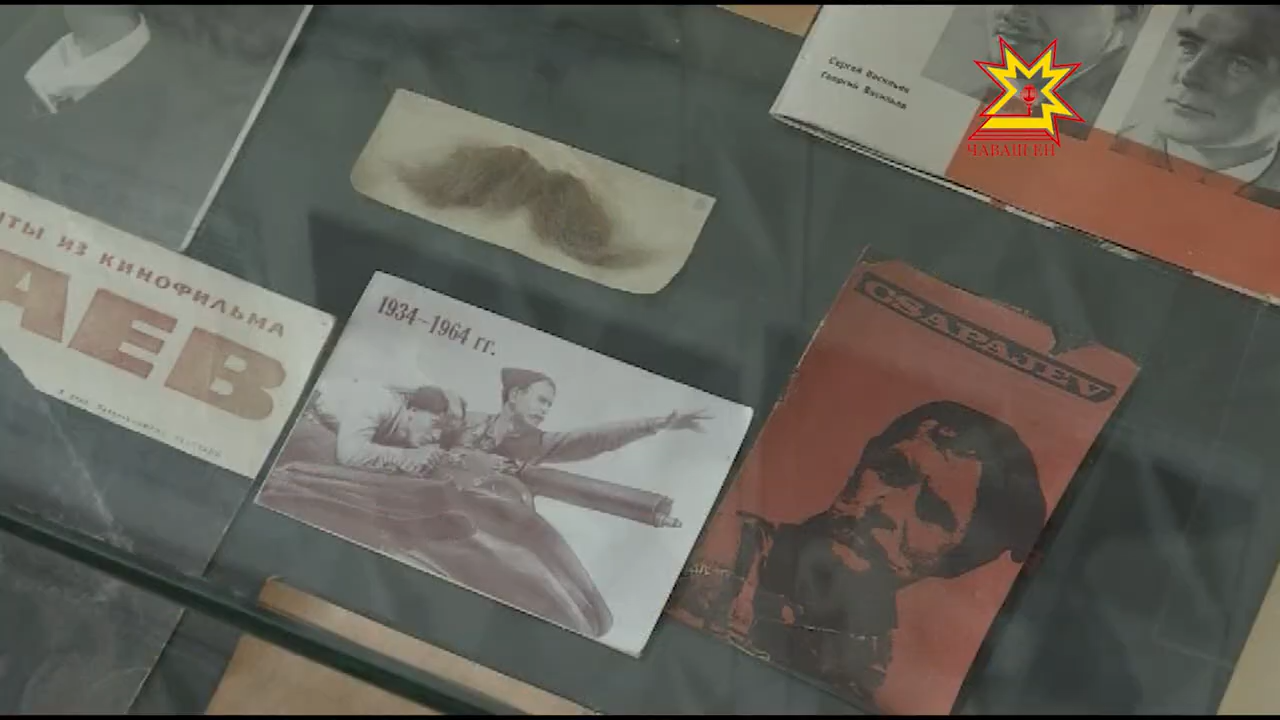 Сергей Васильев
Георгий Васильев
ЧАВАШ ЕН
ТЫ ИЗ КИНОФИЛЬМА
АЕВ
1934–1964 гг.
CSAPAJEV